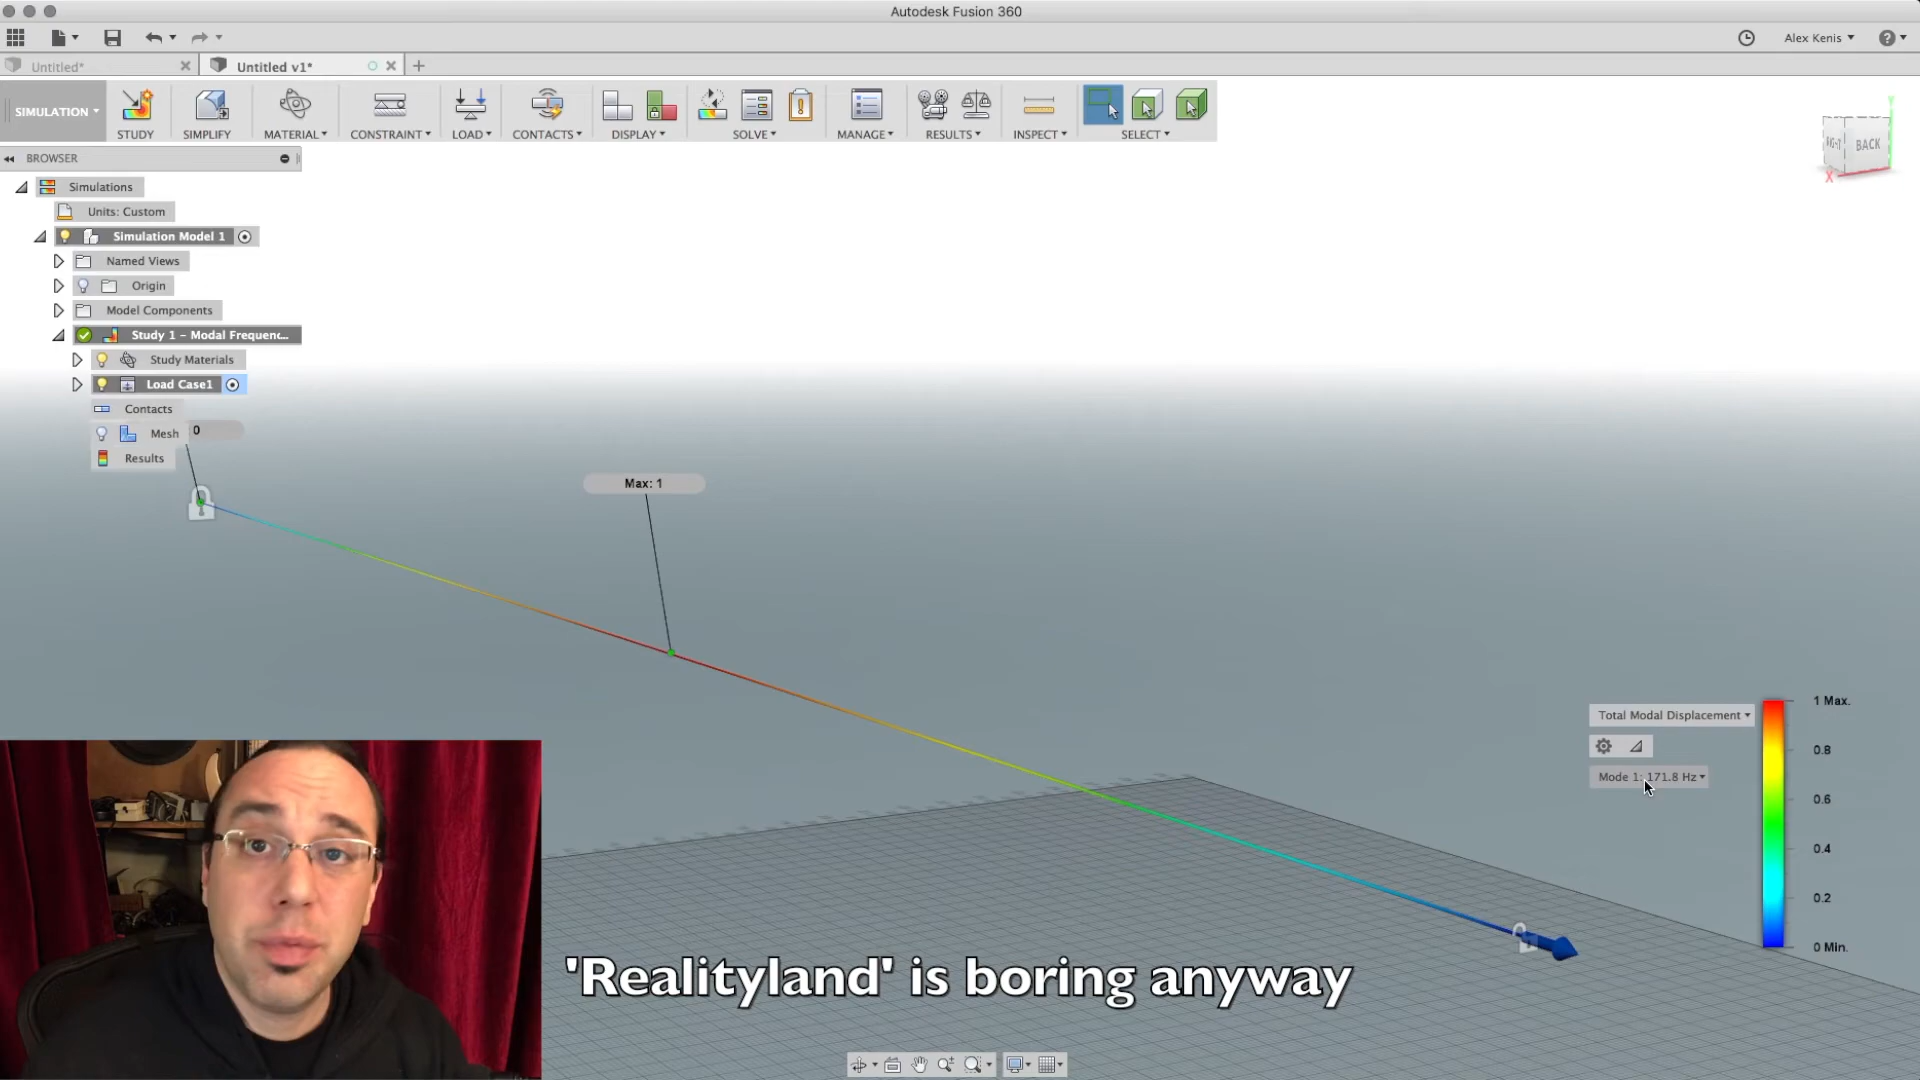 Autodesk Fusion 360
Alex Kenis
Untitled*
Untitled v1*
SIMULATION
STUDY
SIMPLIFY
MATERIAL
CONSTRAINT
LOAD
CONTACTS
DISPLAY
SOLVE
MANAGE
RESULTS
INSPECT
SELECT
RIGHT
BACK
X
BROWSER
Simulations
Units: Custom
Simulation Model 1
Named Views
Origin
Model Components
Study 1 - Modal Frequenc...
Study Materials
Load Case1
Contacts
Mesh
0
Results
Max: 1
Total Modal Displacement
Mode 1: 171.8 Hz
1 Max.
0.8
0.6
0.4
0.2
0 Min.
'Realityland' is boring anyway